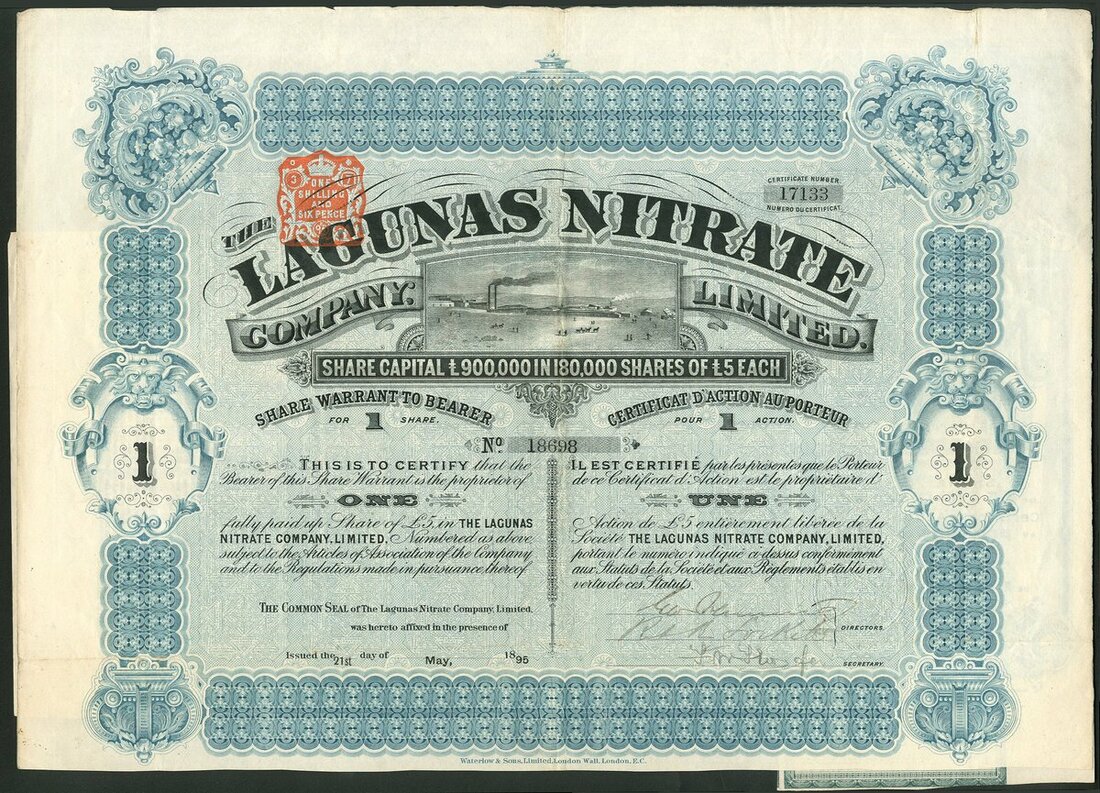 CERTIFICATE NUMBER
17133
NUMERO DU CERTIFICAT
ONE
SHILLING
AND
SIX PENCE
THE
LAGUNAS NITRATE
COMPANY. LIMITED.
SHARE CAPITAL £900,000 IN 180,000 SHARES OF £5 EACH
SHARE WARRANT TO BEARER
FOR 1 SHARE.
CERTIFICAT D'ACTION AU PORTEUR
POUR 1 ACTION.
No. 18698
1
1
THIS IS TO CERTIFY that the
Bearer of this Share Warrant is the proprietor of
ONE
fully paid up Share of £5, in THE LAGUNAS
NITRATE COMPANY, LIMITED, Numbered as above
subject to the Articles of Association of the Company
and to the Regulations made in pursuance thereof
IL EST CERTIFIÉ par les présentes que le Porteur
de ce Certificat d'Action est le propriétaire d'
UNE
Action de £5 entièrement libérée de la
Société THE LAGUNAS NITRATE COMPANY, LIMITED,
portant le numéro indiqué ci-dessus conformément
aux Statuts de la Société et aux Règlements établis en
vertu de ces Statuts.
THE COMMON SEAL of The Lagunas Nitrate Company, Limited.
was hereto affixed in the presence of
DIRECTORS.
Issued the 21st day of May, 1895
SECRETARY.
Waterlow & Sons, Limited, London Wall, London, E.C.